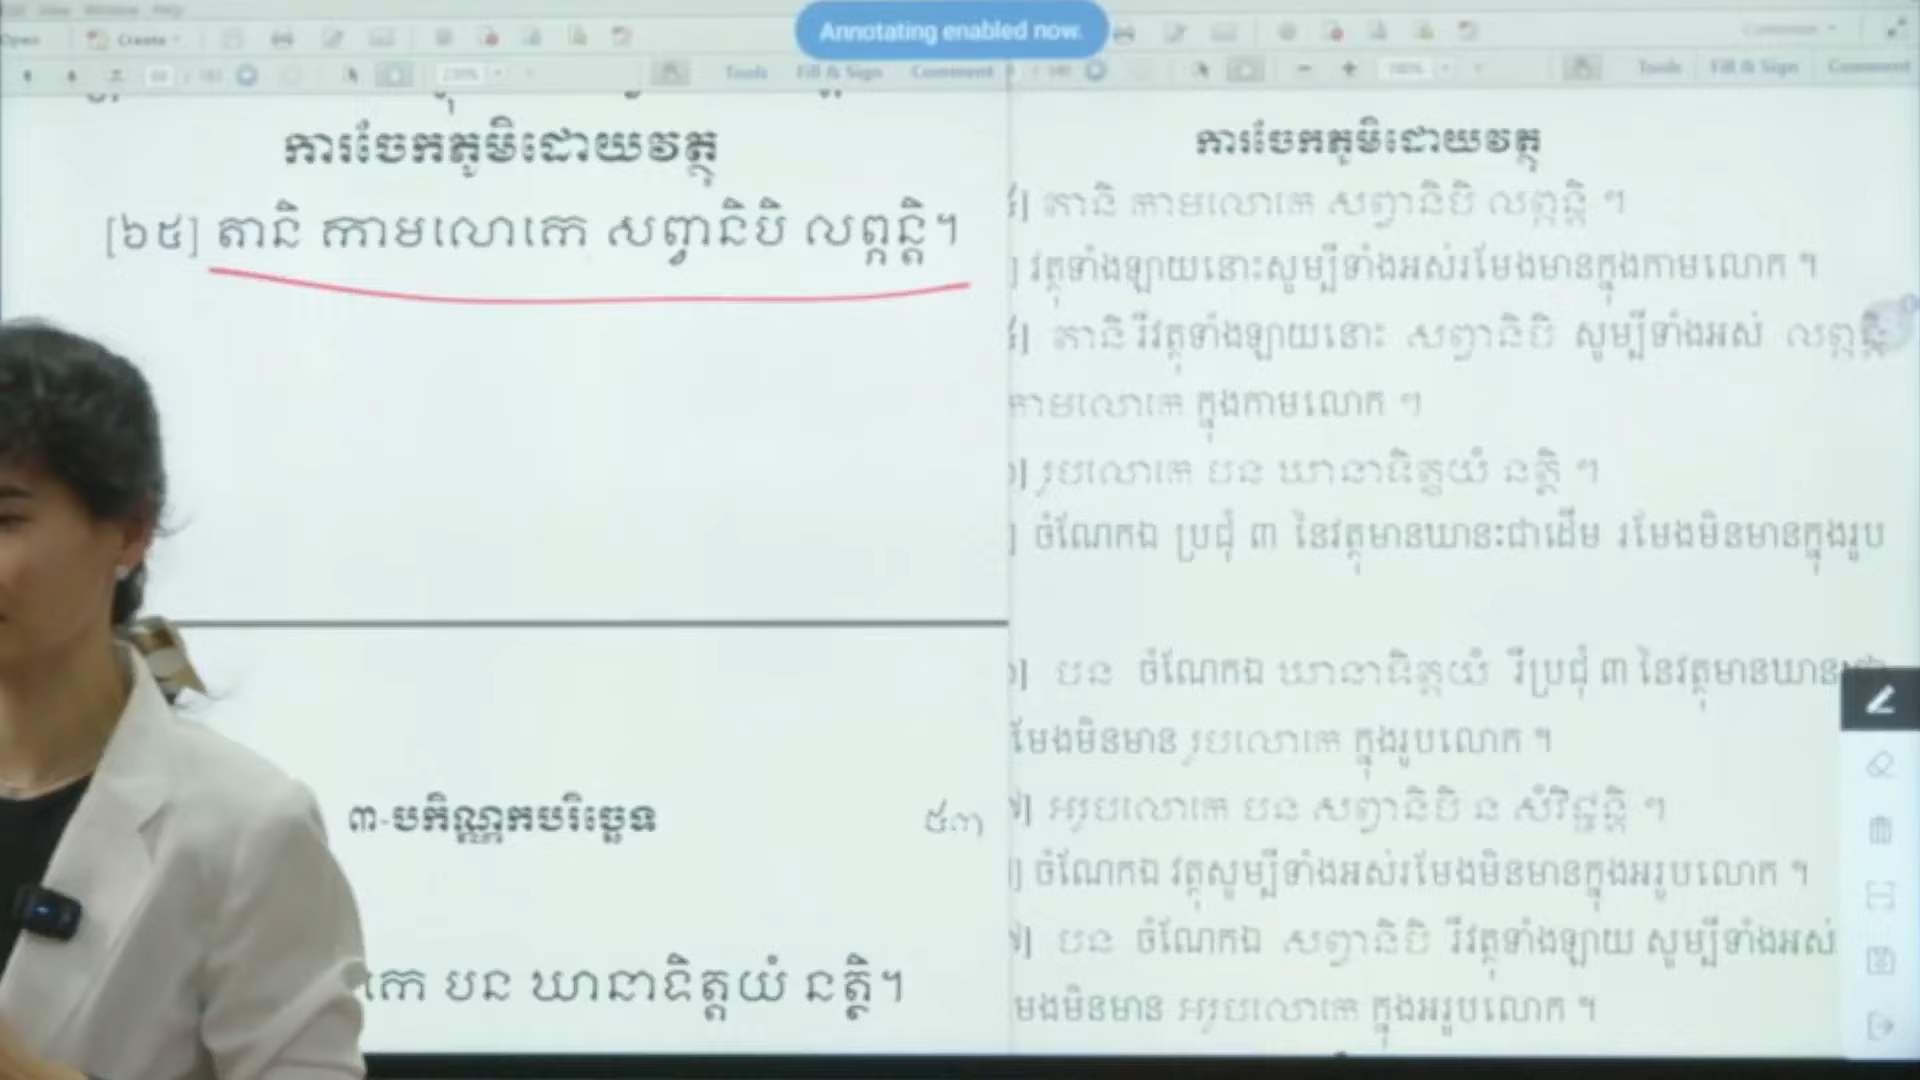 Annotating enabled now.
Create
Tools Fill & Sign Comment
Tools Fill & Sign Comment
ការចែកភូមិដោយវត្ថុ
[៦៥] តានិ កាមលោកេ សព្វានិបិ លព្ភន្តិ។
៣-បកិណ្ណកបរិច្ឆេទ ៥៣
កេ បន ឃានាទិត្តយំ នត្ថិ។
ការចែកភូមិដោយវត្ថុ
] តានិ កាមលោកេ សព្វានិបិ លព្ភន្តិ ។
] វត្ថុទាំងឡាយនោះសូម្បីទាំងអស់រមែងមានក្នុងកាមលោក ។
] តានិ រីវត្ថុទាំងឡាយនោះ សព្វានិបិ សូម្បីទាំងអស់ លព្ភន្តិ
កាមលោកេ ក្នុងកាមលោក ។
] រូបលោកេ បន ឃានាទិត្តយំ នត្ថិ ។
] ចំណែកឯ ប្រជុំ ៣ នៃវត្ថុមានឃានៈជាដើម រមែងមិនមានក្នុងរូប
] បន ចំណែកឯ ឃានាទិត្តយំ រីប្រជុំ ៣ នៃវត្ថុមានឃានៈជា
មែងមិនមាន រូបលោកេ ក្នុងរូបលោក ។
] អរូបលោកេ បន សព្វានិបិ ន សំវិជ្ជន្តិ ។
] ចំណែកឯ វត្ថុសូម្បីទាំងអស់រមែងមិនមានក្នុងអរូបលោក ។
] បន ចំណែកឯ សព្វានិបិ រីវត្ថុទាំងឡាយ សូម្បីទាំងអស់
មែងមិនមាន អរូបលោកេ ក្នុងអរូបលោក ។